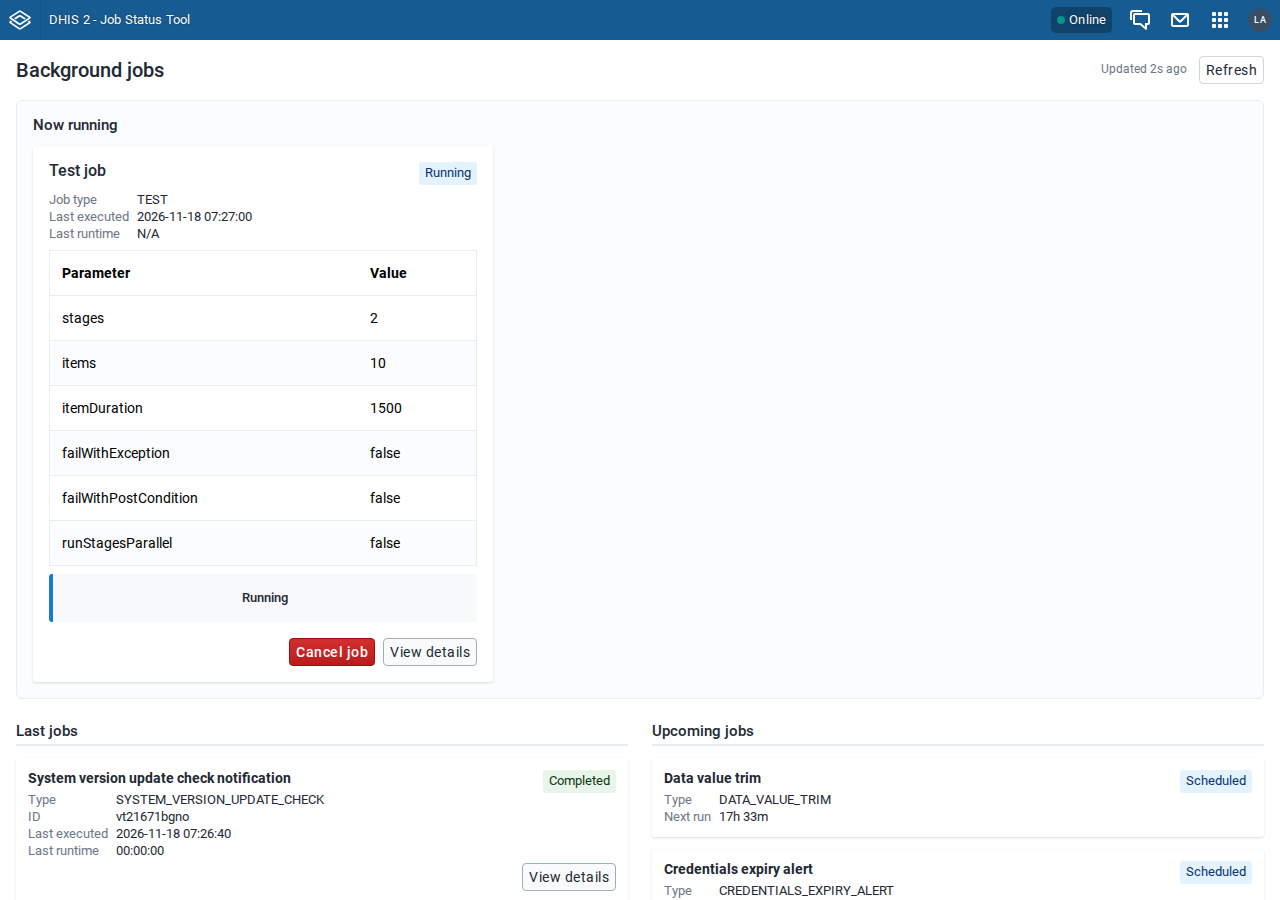 DHIS 2 - Job Status Tool
Online
LA
Background jobs
Updated 2s ago
Refresh
Now running
Test job
Running
Job type TEST
Last executed 2026-11-18 07:27:00
Last runtime N/A
Parameter Value
stages 2
items 10
itemDuration 1500
failWithException false
failWithPostCondition false
runStagesParallel false
Running
Cancel job
View details
Last jobs
System version update check notification
Completed
Type SYSTEM_VERSION_UPDATE_CHECK
ID vt21671bgno
Last executed 2026-11-18 07:26:40
Last runtime 00:00:00
View details
Upcoming jobs
Data value trim
Scheduled
Type DATA_VALUE_TRIM
Next run 17h 33m
Credentials expiry alert
Scheduled
Type CREDENTIALS_EXPIRY_ALERT